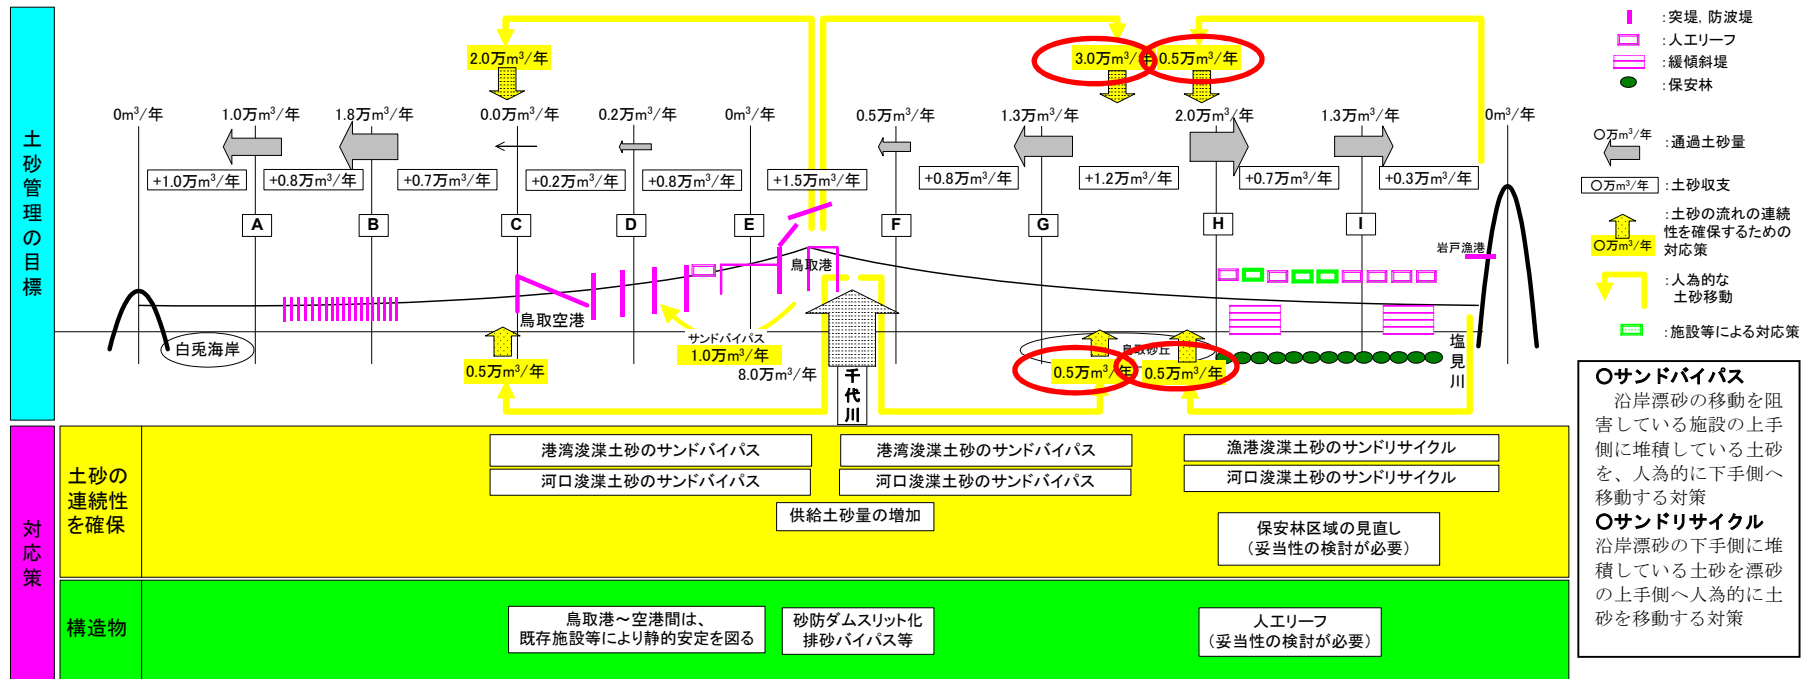 土砂管理の目標
2.0万m³/年
3.0万m³/年
0.5万m³/年
0m³/年
1.0万m³/年
1.8万m³/年
0.0万m³/年
0.2万m³/年
0m³/年
0.5万m³/年
1.3万m³/年
2.0万m³/年
1.3万m³/年
0m³/年
+1.0万m³/年
+0.8万m³/年
+0.7万m³/年
+0.2万m³/年
+0.8万m³/年
+1.5万m³/年
+0.8万m³/年
+1.2万m³/年
+0.7万m³/年
+0.3万m³/年
A
B
C
D
E
F
G
H
I
岩戸漁港
鳥取港
鳥取空港
白兎海岸
サンドバイパス
1.0万m³/年
鳥取砂丘
塩見川
0.5万m³/年
8.0万m³/年
千代川
0.5万m³/年
0.5万m³/年
:突堤,防波堤
:人工リーフ
:緩傾斜堤
:保安林
〇万m³/年
:通過土砂量
〇万m³/年
:土砂収支
:土砂の流れの連続
性を確保するための
対応策
〇万m³/年
:人為的な
土砂移動
:施設等による対応策
〇サンドバイパス
沿岸漂砂の移動を阻
害している施設の上手
側に堆積している土砂
を、人為的に下手側へ
移動する対策
〇サンドリサイクル
沿岸漂砂の下手側に堆
積している土砂を漂砂
の上手側へ人為的に土
砂を移動する対策
対応策
土砂の
連続性
を確保
港湾浚渫土砂のサンドバイパス
港湾浚渫土砂のサンドバイパス
漁港浚渫土砂のサンドリサイクル
河口浚渫土砂のサンドバイパス
河口浚渫土砂のサンドバイパス
河口浚渫土砂のサンドリサイクル
供給土砂量の増加
保安林区域の見直し
(妥当性の検討が必要)
構造物
鳥取港～空港間は、
既存施設等により静的安定を図る
砂防ダムスリット化
排砂バイパス等
人工リーフ
(妥当性の検討が必要)